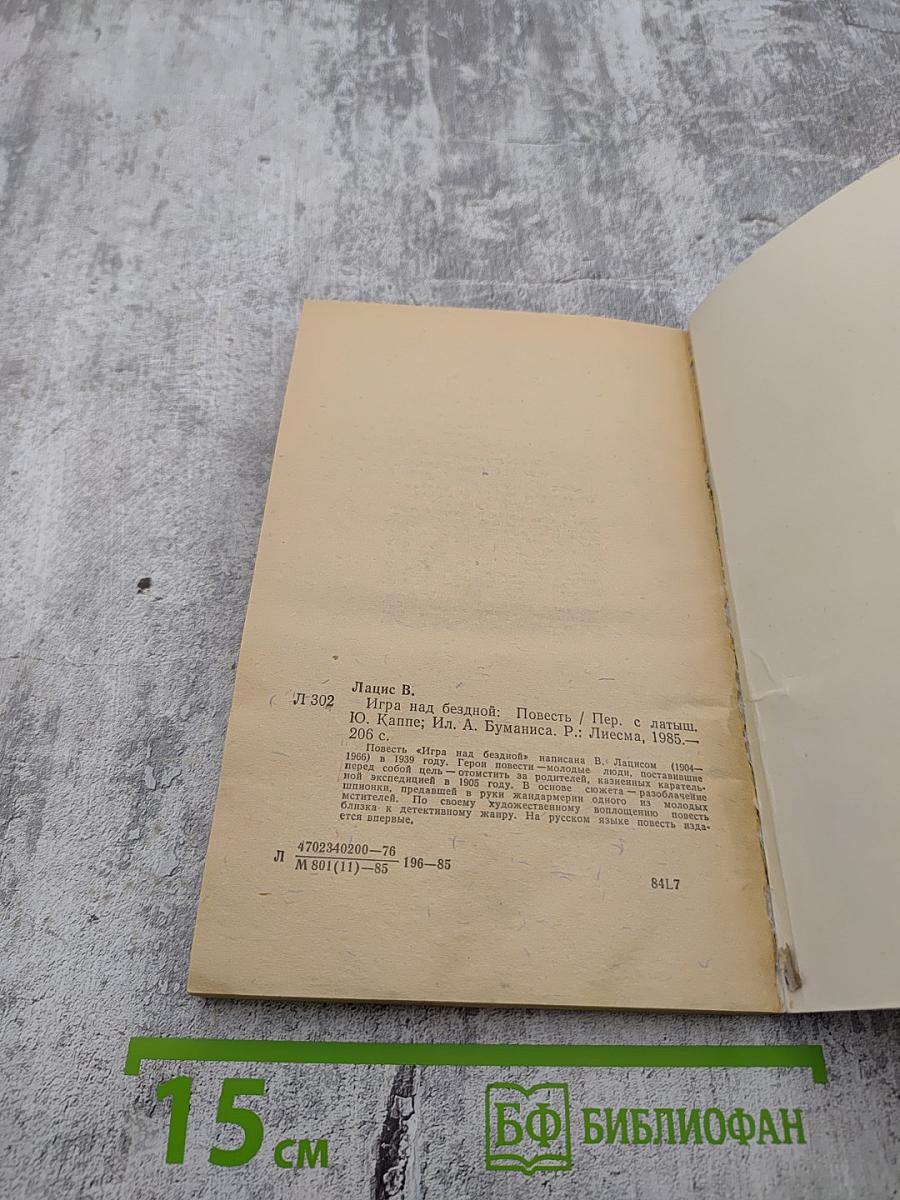 Лацис В.
Л 302
Игра над бездной: Повесть / Пер. с латыш.
Ю. Каппе; Ил. А. Буманиса. Р.: Лиесма, 1985.—
206 с.
Повесть «Игра над бездной» написана В. Лацисом (1904—
1966) в 1939 году. Герои повести — молодые люди, поставившие
перед собой цель — отомстить за родителей, казненных каратель-
ной экспедицией в 1905 году. В основе сюжета — разоблачение
шпионки, предавшей в руки жандармерии одного из молодых
мстителей. По своему художественному воплощению повесть
близка к детективному жанру. На русском языке повесть изда-
ется впервые.
Л 4702340200—76
М 801(11)—85 196—85
84L7
15 см
БФ БИБЛИОФАН